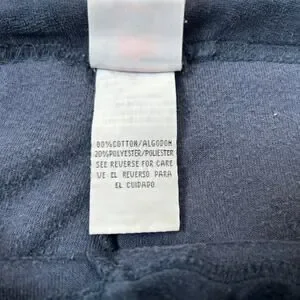 80%COTTON/ALGODON
20%POLYESTER/POLIESTER
SEE REVERSE FOR CARE
VE EL REVERSO PARA
EL CUIDADO.